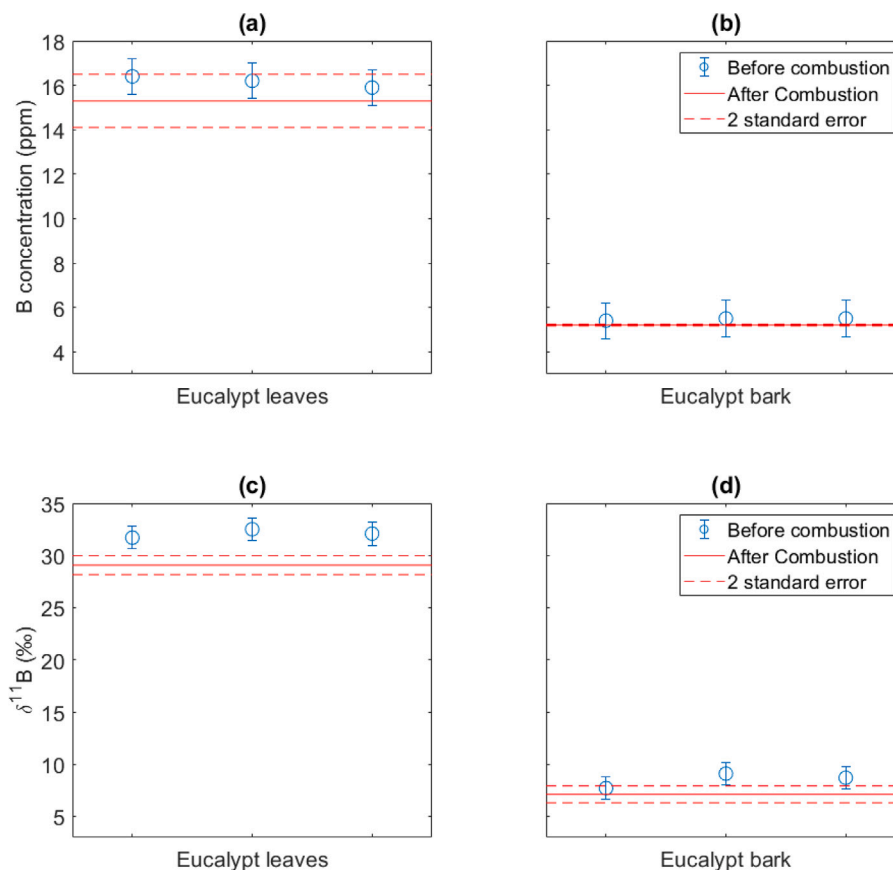 (a)
(b)
18
16
14
12
10
8
6
4
B concentration (ppm)
Eucalypt leaves
Before combustion
After Combustion
2 standard error
Eucalypt bark
(c)
(d)
35
30
25
20
15
10
5
δ¹¹B (‰)
Eucalypt leaves
Before combustion
After Combustion
2 standard error
Eucalypt bark